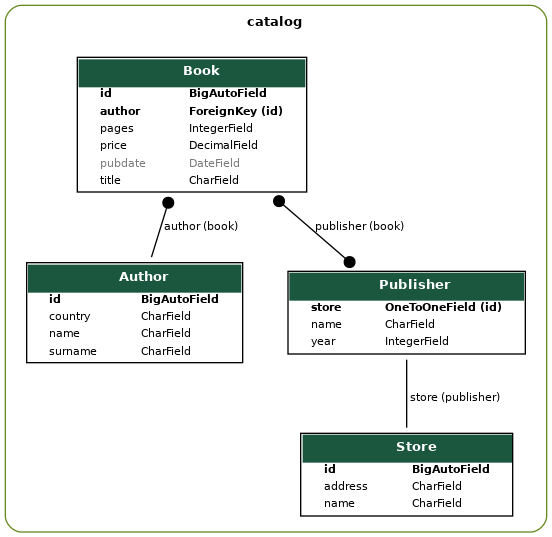 catalog
Book
id BigAutoField
author ForeignKey (id)
pages IntegerField
price DecimalField
pubdate DateField
title CharField
author (book)
publisher (book)
Author
id BigAutoField
country CharField
name CharField
surname CharField
Publisher
store OneToOneField (id)
name CharField
year IntegerField
store (publisher)
Store
id BigAutoField
address CharField
name CharField